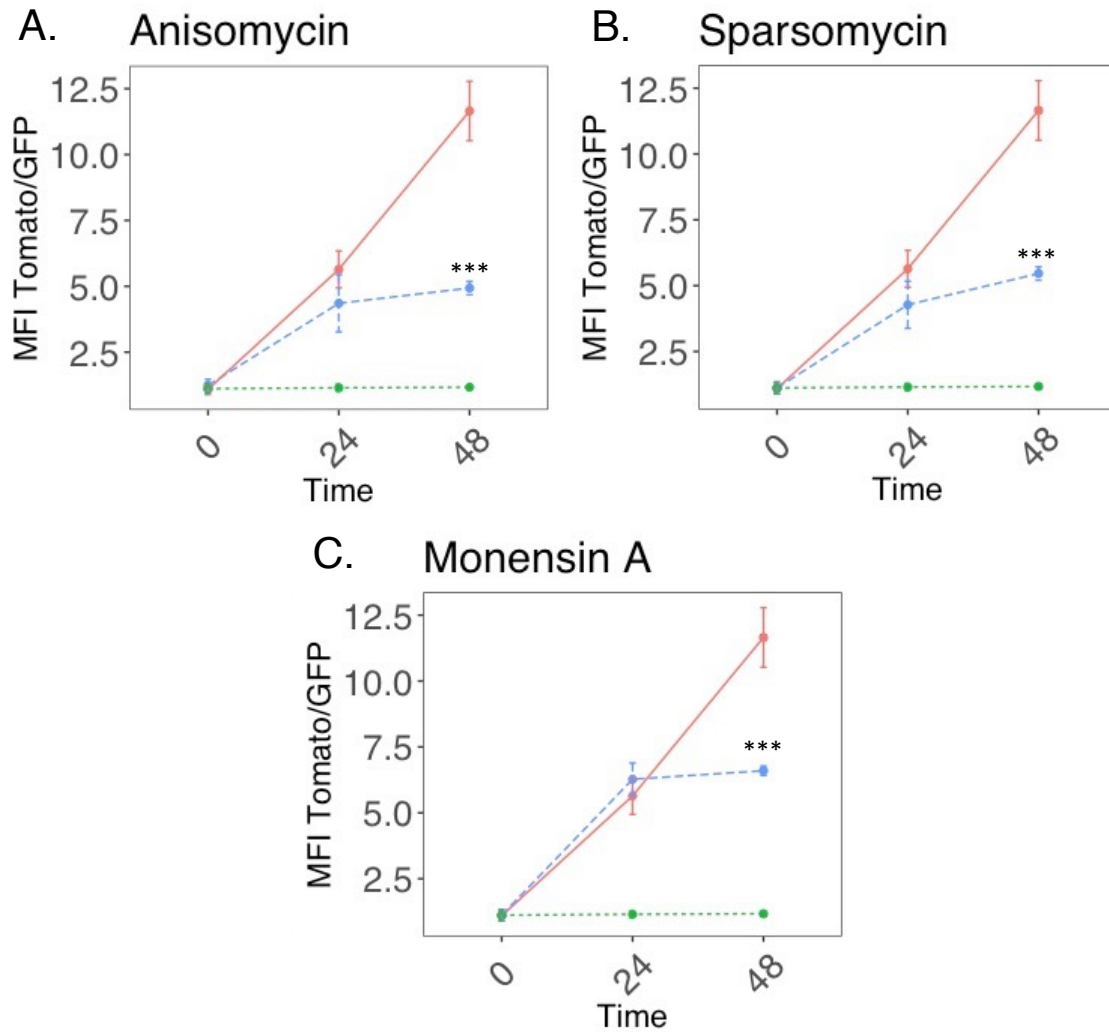 A. Anisomycin
MFI Tomato/GFP
12.5
10.0
7.5
5.0
2.5
***
0 24 48
Time
B. Sparsomycin
MFI Tomato/GFP
12.5
10.0
7.5
5.0
2.5
***
0 24 48
Time
C. Monensin A
MFI Tomato/GFP
12.5
10.0
7.5
5.0
2.5
***
0 24 48
Time